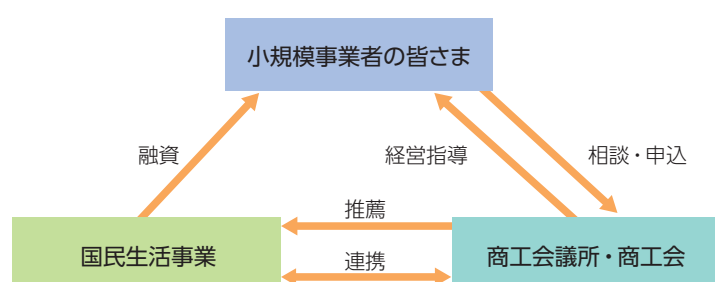 小規模事業者の皆さま
融資
経営指導
相談・申込
推薦
国民生活事業
商工会議所・商工会
連携